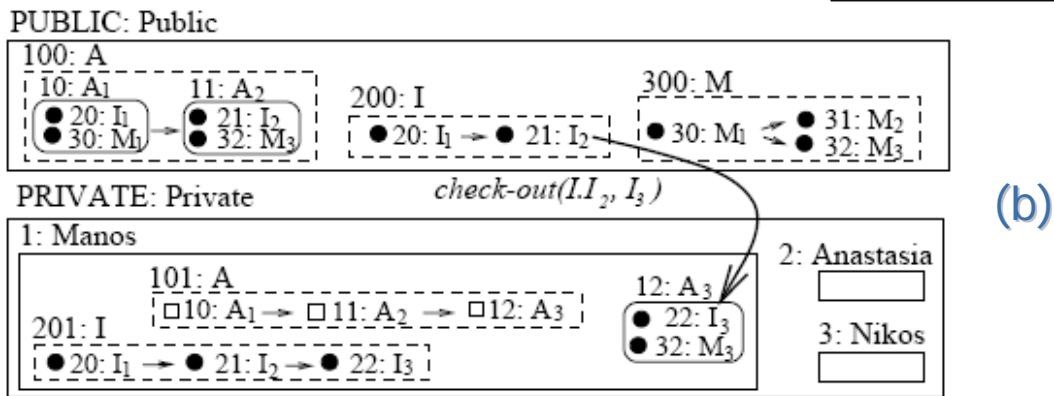 PUBLIC: Public
100: A
10: A₁ 11: A₂
20: I₁ 21: I₂
30: M₁ 32: M₃
200: I
20: I₁ 21: I₂
300: M
30: M₁
31: M₂
32: M₃
check-out(I.I₂, I₃)
(b)
PRIVATE: Private
1: Manos
101: A
10: A₁ 11: A₂ 12: A₃
201: I
20: I₁ 21: I₂ 22: I₃
12: A₃
22: I₃
32: M₃
2: Anastasia
3: Nikos